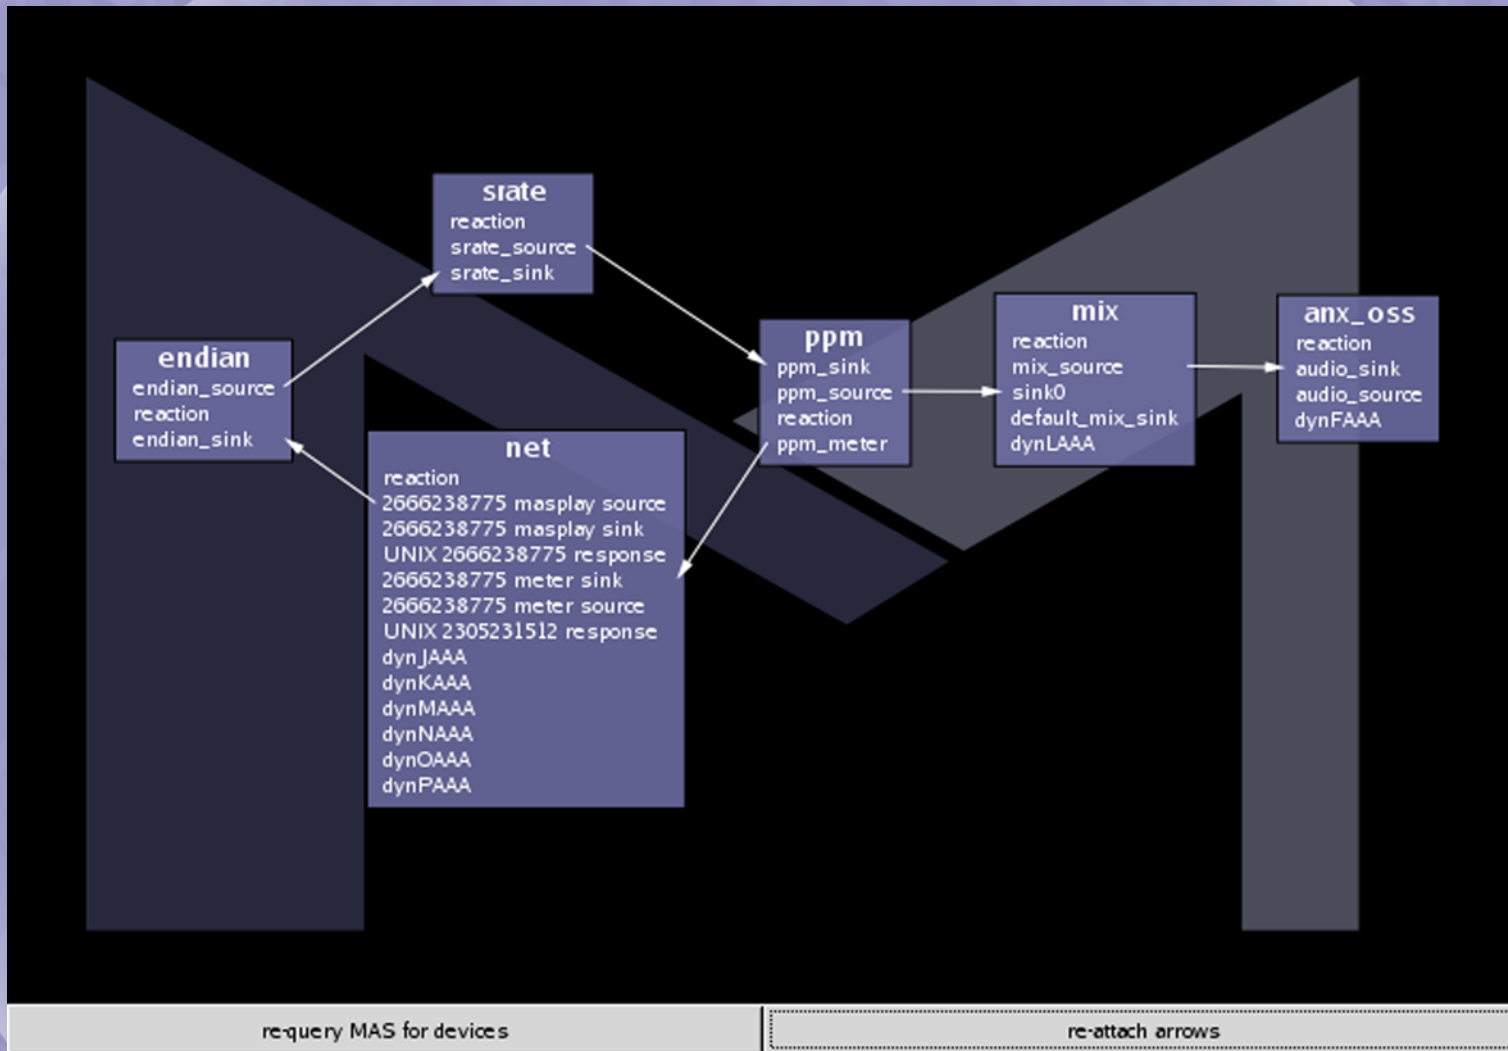 srate
reaction
srate_source
srate_sink
endian
endian_source
reaction
endian_sink
net
reaction
2666238775 masplay source
2666238775 masplay sink
UNIX 2666238775 response
2666238775 meter sink
2666238775 meter source
UNIX 2305231512 response
dynJAAA
dynKAAA
dynMAAA
dynNAAA
dynOAAA
dynPAAA
ppm
ppm_sink
ppm_source
reaction
ppm_meter
mix
reaction
mix_source
sink0
default_mix_sink
dynLAAA
anx_oss
reaction
audio_sink
audio_source
dynFAAA
re-query MAS for devices
re-attach arrows